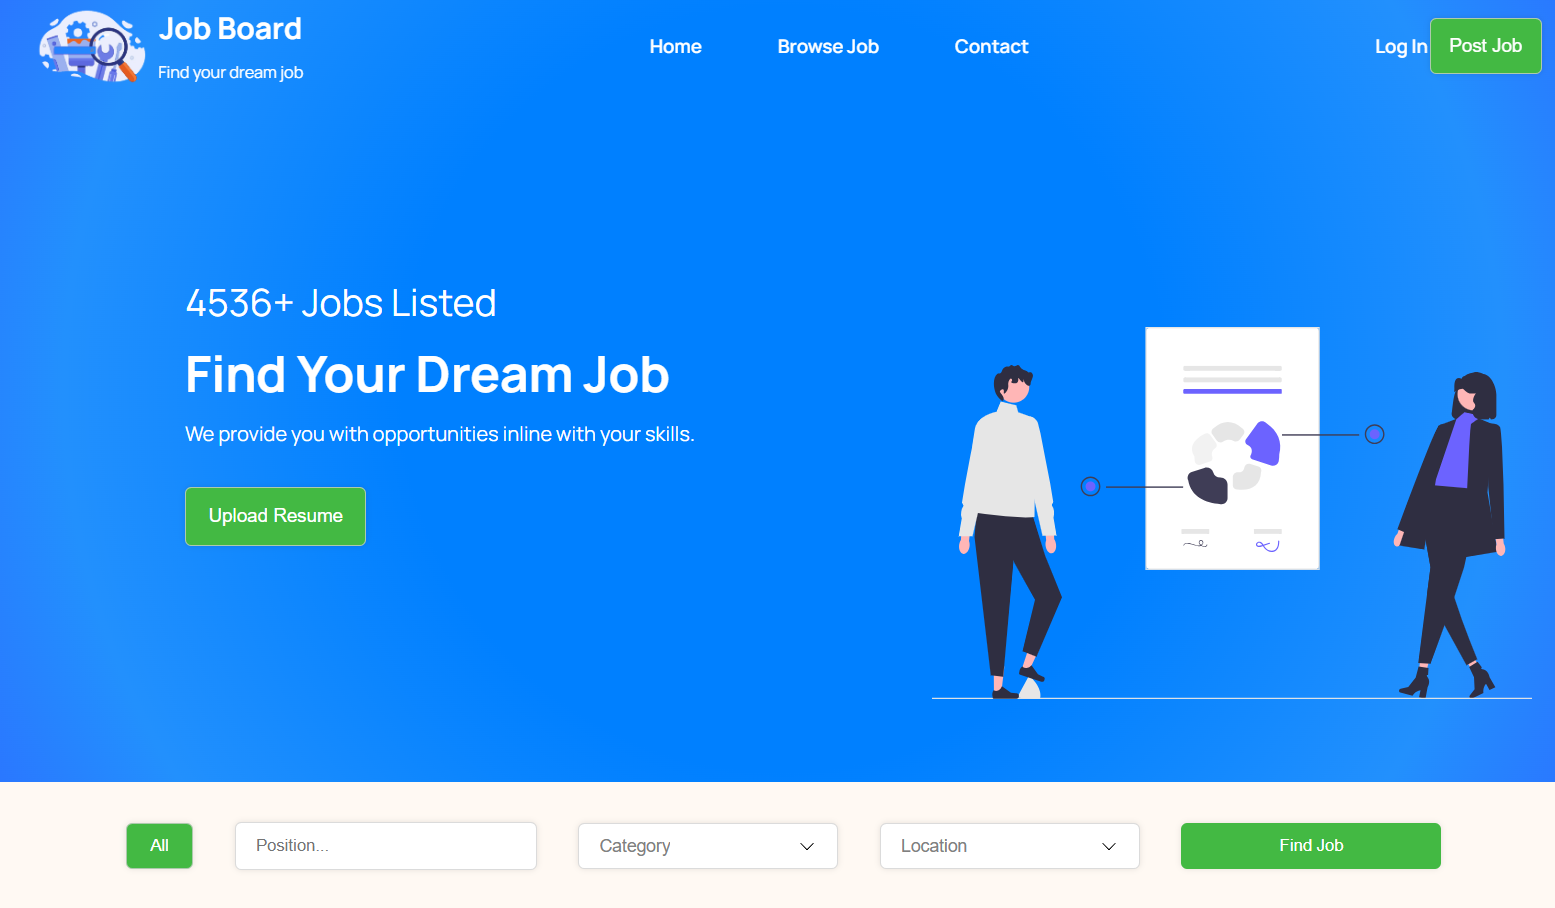 Job Board
Find your dream job
Home
Browse Job
Contact
Log In
Post Job
4536+ Jobs Listed
Find Your Dream Job
We provide you with opportunities inline with your skills.
Upload Resume
All
Position...
Category
Location
Find Job